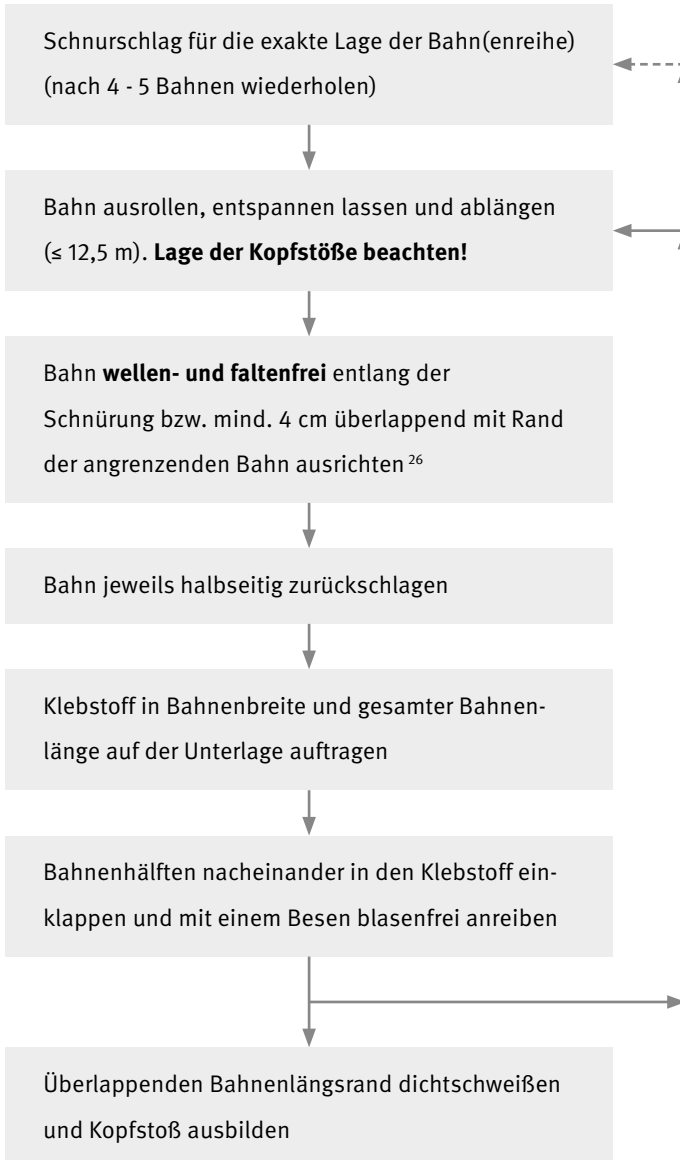 Schnurschlag für die exakte Lage der Bahn(enreihe)
(nach 4 - 5 Bahnen wiederholen)
Bahn ausrollen, entspannen lassen und ablängen
(≤ 12,5 m). Lage der Kopfstöße beachten!
Bahn wellen- und faltenfrei entlang der
Schnürung bzw. mind. 4 cm überlappend mit Rand
der angrenzenden Bahn ausrichten 26
Bahn jeweils halbseitig zurückschlagen
Klebstoff in Bahnenbreite und gesamter Bahnen-
länge auf der Unterlage auftragen
Bahnenhälften nacheinander in den Klebstoff ein-
klappen und mit einem Besen blasenfrei anreiben
Überlappenden Bahnenlängsrand dichtschweißen
und Kopfstoß ausbilden